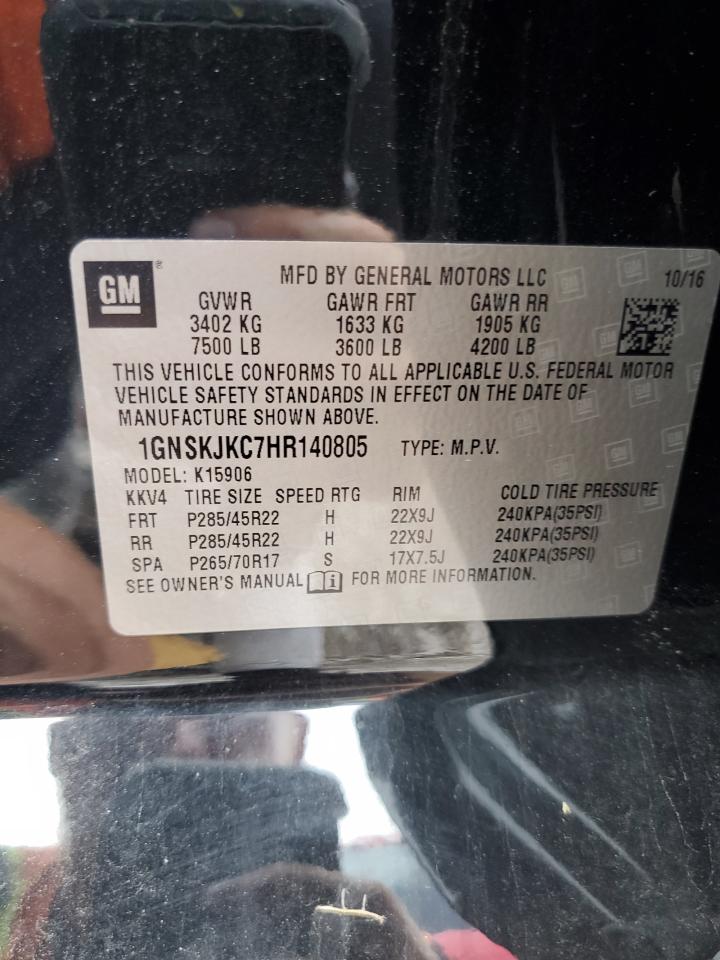 GM ®
MFD BY GENERAL MOTORS LLC 10/16
GVWR GAWR FRT GAWR RR
3402 KG 1633 KG 1905 KG
7500 LB 3600 LB 4200 LB
THIS VEHICLE CONFORMS TO ALL APPLICABLE U.S. FEDERAL MOTOR
VEHICLE SAFETY STANDARDS IN EFFECT ON THE DATE OF
MANUFACTURE SHOWN ABOVE.
1GNSKJKC7HR140805 TYPE: M.P.V.
MODEL: K15906
KKV4 TIRE SIZE SPEED RTG RIM COLD TIRE PRESSURE
FRT P285/45R22 H 22X9J 240KPA(35PSI)
RR P285/45R22 H 22X9J 240KPA(35PSI)
SPA P265/70R17 S 17X7.5J 240KPA(35PSI)
SEE OWNER'S MANUAL i FOR MORE INFORMATION.